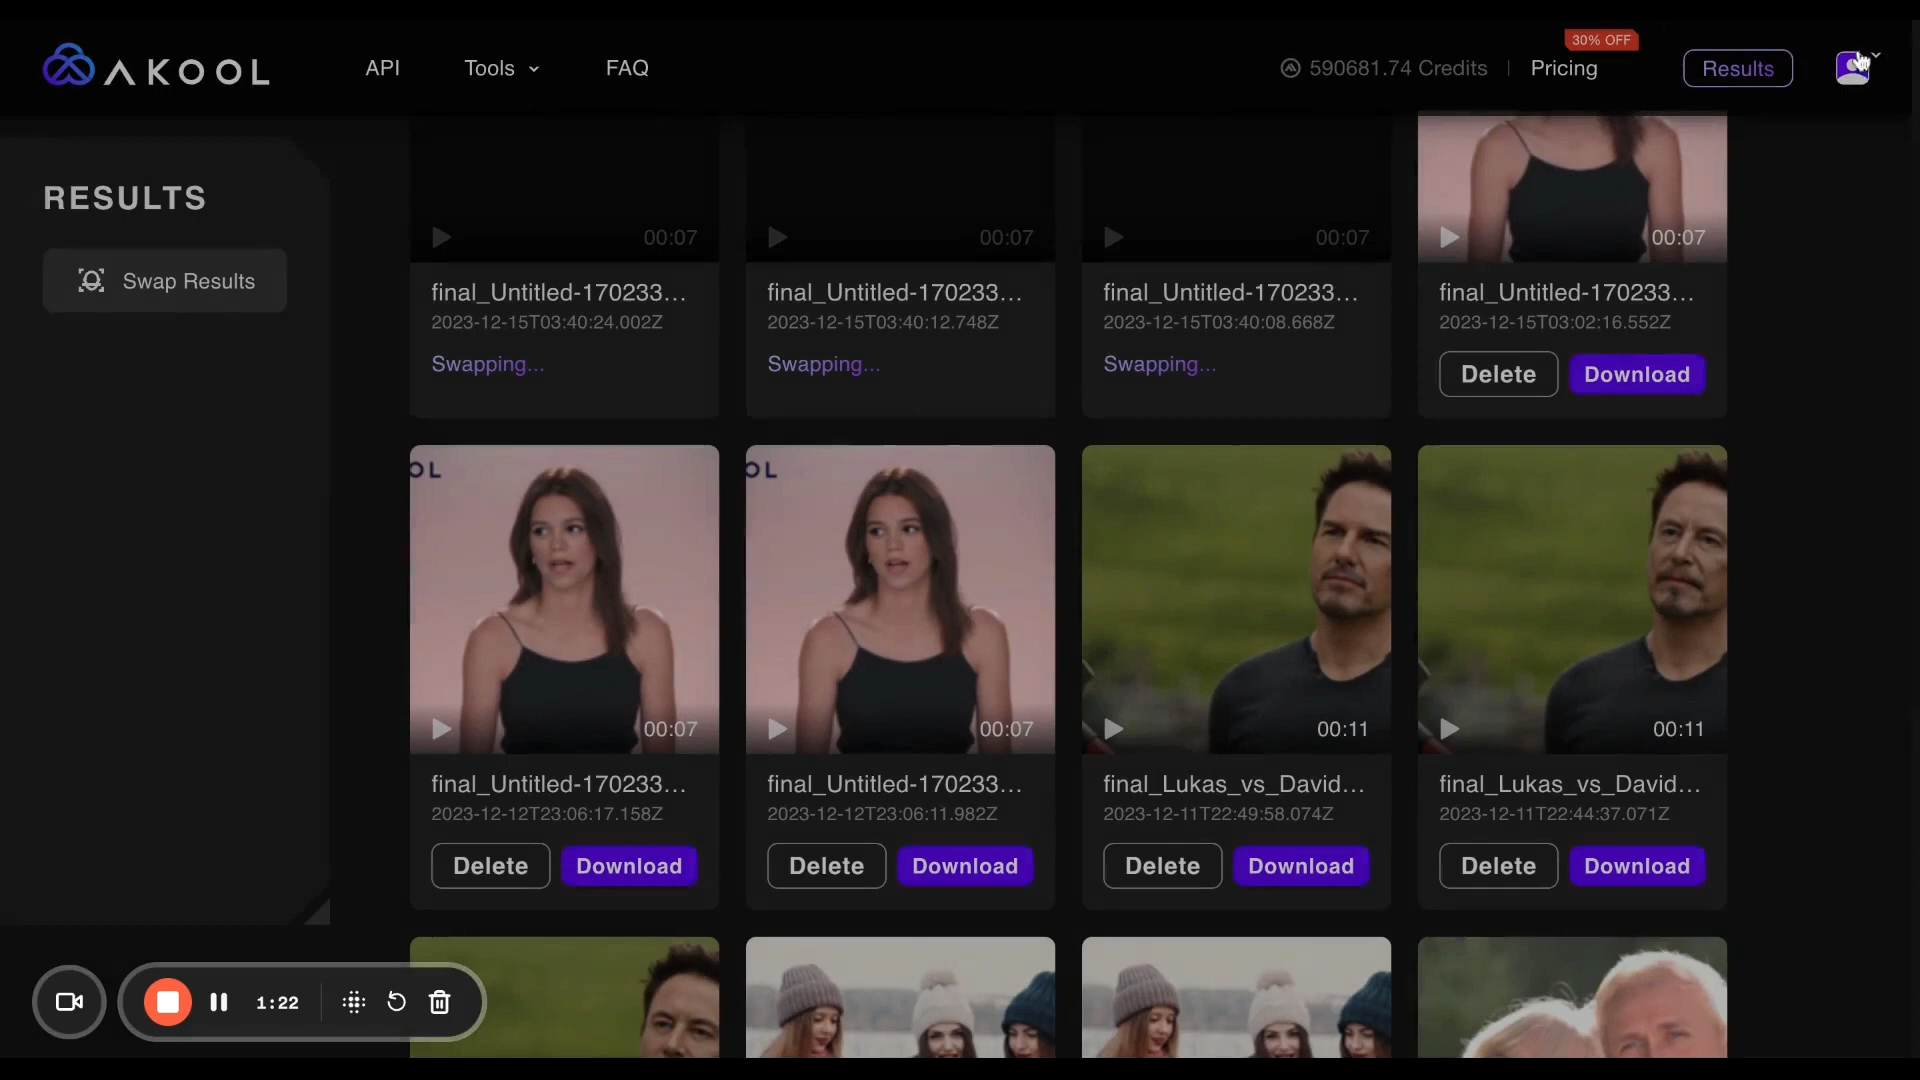 30% OFF
AKOOL
API
Tools
FAQ
590681.74 Credits
Pricing
Results
RESULTS
Swap Results
00:07
00:07
00:07
00:07
final_Untitled-170233...
final_Untitled-170233...
final_Untitled-170233...
final_Untitled-170233...
2023-12-15T03:40:24.002Z
2023-12-15T03:40:12.748Z
2023-12-15T03:40:08.668Z
2023-12-15T03:02:16.552Z
Swapping...
Swapping...
Swapping...
Delete
Download
OL
OL
00:07
00:07
00:11
00:11
final_Untitled-170233...
final_Untitled-170233...
final_Lukas_vs_David...
final_Lukas_vs_David...
2023-12-12T23:06:17.158Z
2023-12-12T23:06:11.982Z
2023-12-11T22:49:58.074Z
2023-12-11T22:44:37.071Z
Delete
Download
Delete
Download
Delete
Download
Delete
Download
1:22